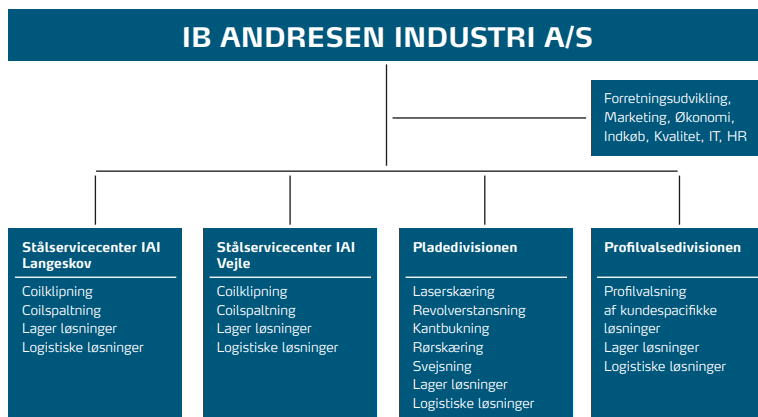 IB ANDRESEN INDUSTRI A/S
Forretningsudvikling,
Marketing, Økonomi,
Indkøb, Kvalitet, IT, HR
Stålservicecenter IAI
Langeskov
Coilklipning
Coilspaltning
Lager løsninger
Logistiske løsninger
Stålservicecenter IAI
Vejle
Coilklipning
Coilspaltning
Lager løsninger
Logistiske løsninger
Pladedivisionen
Laserskæring
Revolverstansning
Kantbukning
Rørskæring
Svejsning
Lager løsninger
Logistiske løsninger
Profilvalsedivisionen
Profilvalsning
af kundespacifikke
løsninger
Lager løsninger
Logistiske løsninger